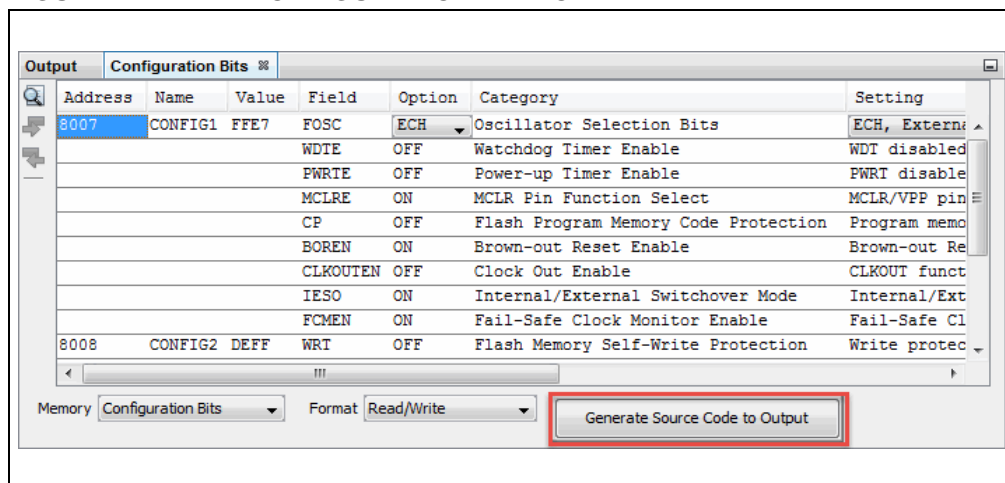 Output Configuration Bits
Address Name Value Field Option Category Setting
8007 CONFIG1 FFE7 FOSC ECH Oscillator Selection Bits ECH, Externa
WDTE OFF Watchdog Timer Enable WDT disabled
PWRTE OFF Power-up Timer Enable PWRT disable
MCLRE ON MCLR Pin Function Select MCLR/VPP pin
CP OFF Flash Program Memory Code Protection Program memo
BOREN ON Brown-out Reset Enable Brown-out Re
CLKOUTEN OFF Clock Out Enable CLKOUT funct
IESO ON Internal/External Switchover Mode Internal/Ext
FCMEN ON Fail-Safe Clock Monitor Enable Fail-Safe Cl
8008 CONFIG2 DEFF WRT OFF Flash Memory Self-Write Protection Write protec
Memory Configuration Bits Format Read/Write Generate Source Code to Output